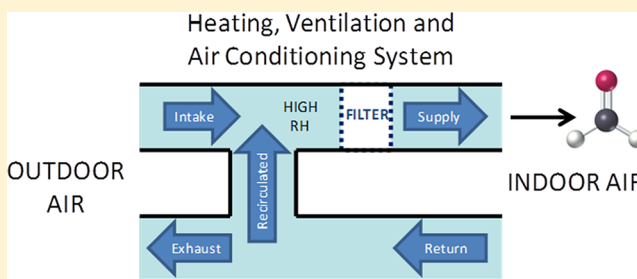 Heating, Ventilation and
Air Conditioning System
Intake
HIGH
RH
FILTER
Supply
OUTDOOR
AIR
Recirculated
INDOOR AIR
Exhaust
Return